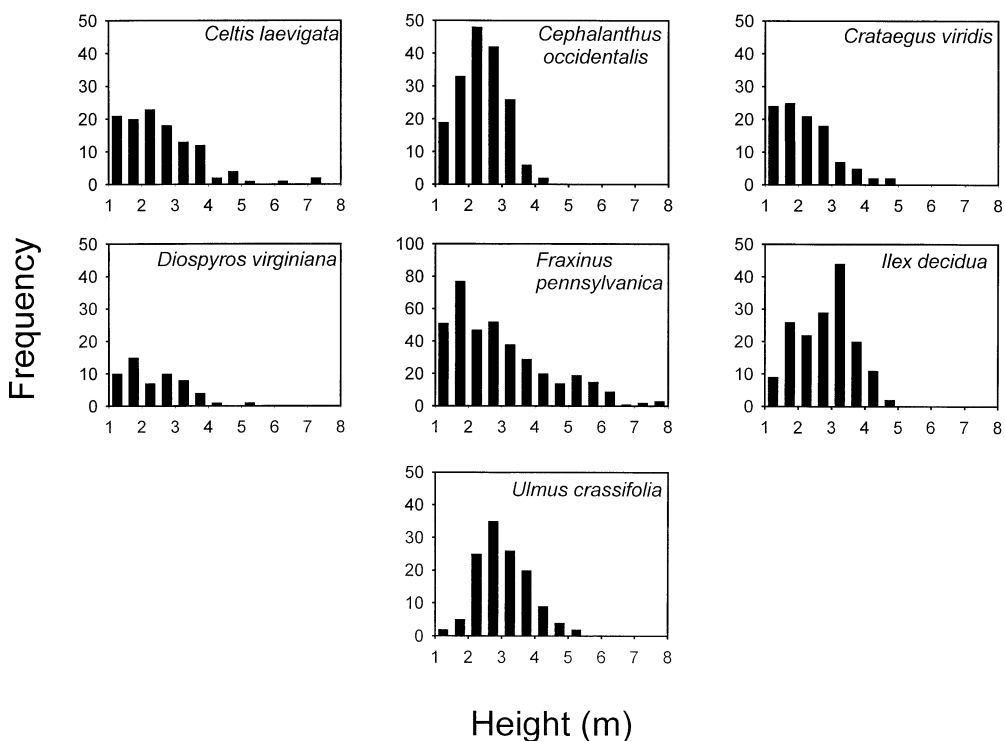 50 40 30 20 10 0
Celtis laevigata
1 2 3 4 5 6 7 8
50 40 30 20 10 0
Cephalanthus
occidentalis
1 2 3 4 5 6 7 8
50 40 30 20 10 0
Crataegus viridis
1 2 3 4 5 6 7 8
Frequency
50 40 30 20 10 0
Diospyros virginiana
1 2 3 4 5 6 7 8
100 80 60 40 20 0
Fraxinus
pennsylvanica
1 2 3 4 5 6 7 8
50 40 30 20 10 0
Ilex decidua
1 2 3 4 5 6 7 8
50 40 30 20 10 0
Ulmus crassifolia
1 2 3 4 5 6 7 8
Height (m)